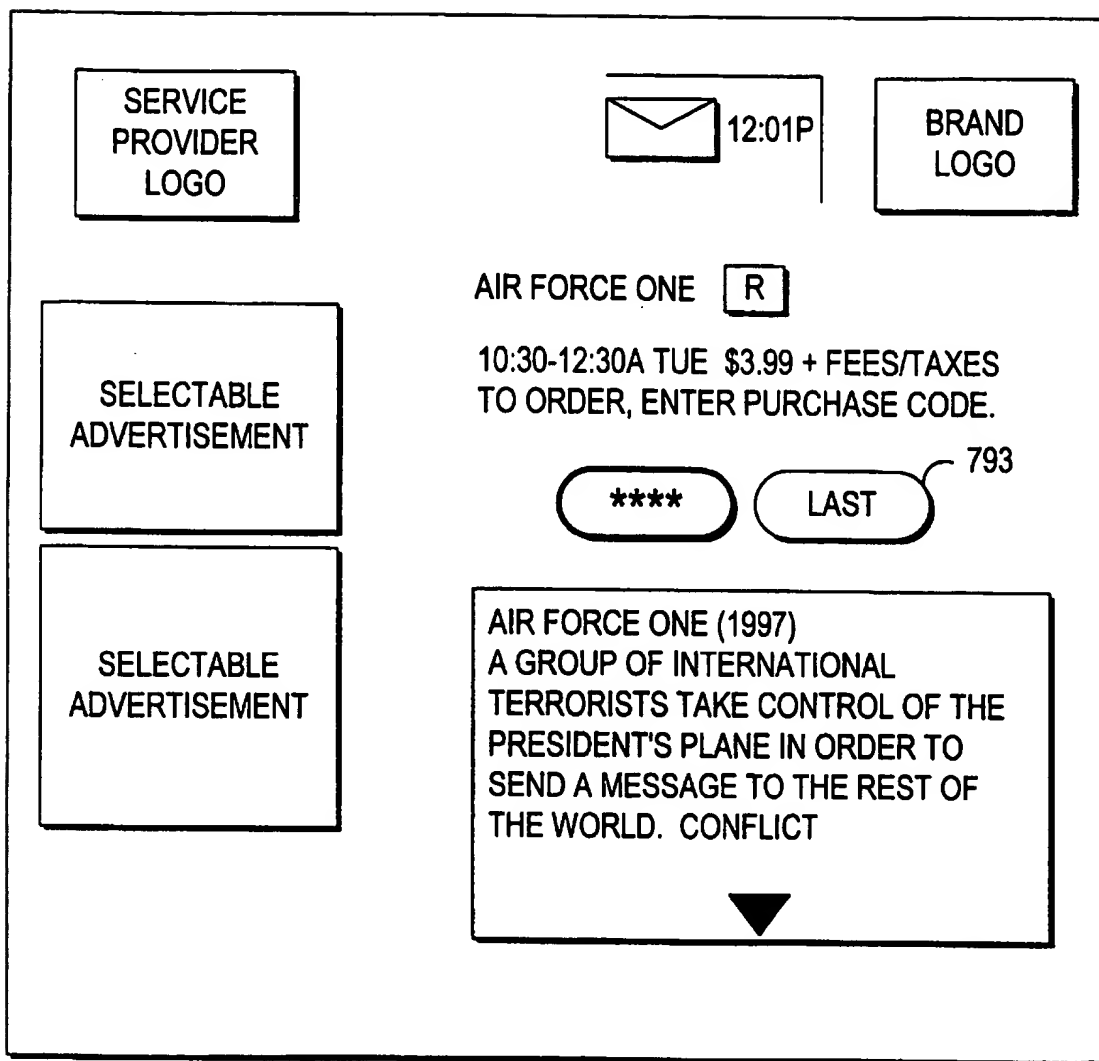 SERVICE
PROVIDER
LOGO
12:01P
BRAND
LOGO
AIR FORCE ONE R
10:30-12:30A TUE $3.99 + FEES/TAXES
TO ORDER, ENTER PURCHASE CODE.
793
**** LAST
SELECTABLE
ADVERTISEMENT
SELECTABLE
ADVERTISEMENT
AIR FORCE ONE (1997)
A GROUP OF INTERNATIONAL
TERRORISTS TAKE CONTROL OF THE
PRESIDENT'S PLANE IN ORDER TO
SEND A MESSAGE TO THE REST OF
THE WORLD. CONFLICT